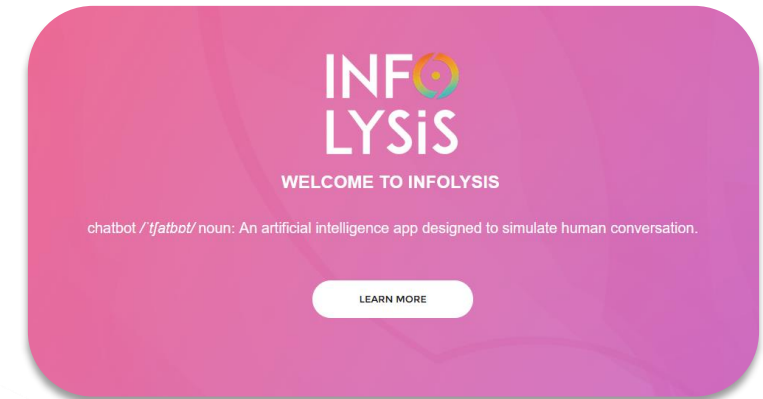 INFO
LYSiS
WELCOME TO INFOLYSIS
chatbot /ˈtʃatbɒt/ noun: An artificial intelligence app designed to simulate human conversation.
LEARN MORE